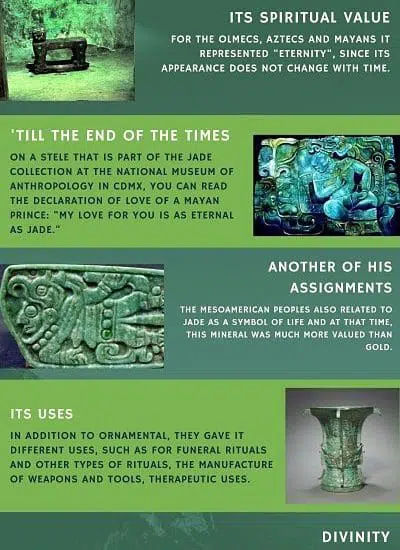 ITS SPIRITUAL VALUE
FOR THE OLMECS, AZTECS AND MAYANS IT
REPRESENTED "ETERNITY", SINCE ITS
APPEARANCE DOES NOT CHANGE WITH TIME.
'TILL THE END OF THE TIMES
ON A STELE THAT IS PART OF THE JADE
COLLECTION AT THE NATIONAL MUSEUM OF
ANTHROPOLOGY IN CDMX, YOU CAN READ
THE DECLARATION OF LOVE OF A MAYAN
PRINCE: "MY LOVE FOR YOU IS AS ETERNAL
AS JADE."
ANOTHER OF HIS
ASSIGNMENTS
THE MESOAMERICAN PEOPLES ALSO RELATED TO
JADE AS A SYMBOL OF LIFE AND AT THAT TIME,
THIS MINERAL WAS MUCH MORE VALUED THAN
GOLD.
ITS USES
IN ADDITION TO ORNAMENTAL, THEY GAVE IT
DIFFERENT USES, SUCH AS FOR FUNERAL RITUALS
AND OTHER TYPES OF RITUALS, THE MANUFACTURE
OF WEAPONS AND TOOLS, THERAPEUTIC USES.
DIVINITY